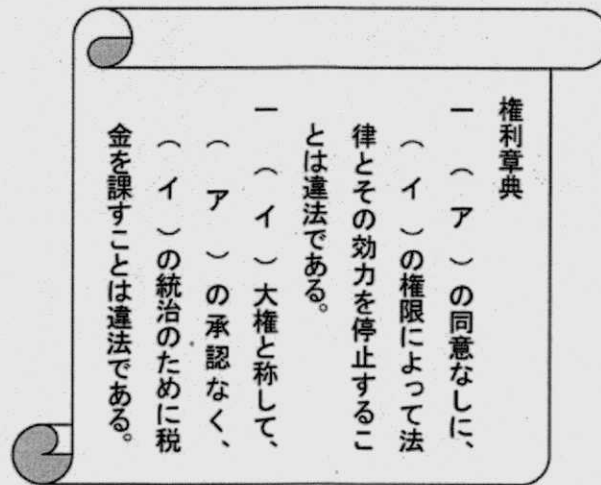 権利章典
一　（　ア　）の同意なしに、
（　イ　）の権限によって法
律とその効力を停止するこ
とは違法である。
一　（　イ　）大権と称して、
（　ア　）の承認なく、
（　イ　）の統治のために税
金を課すことは違法である。